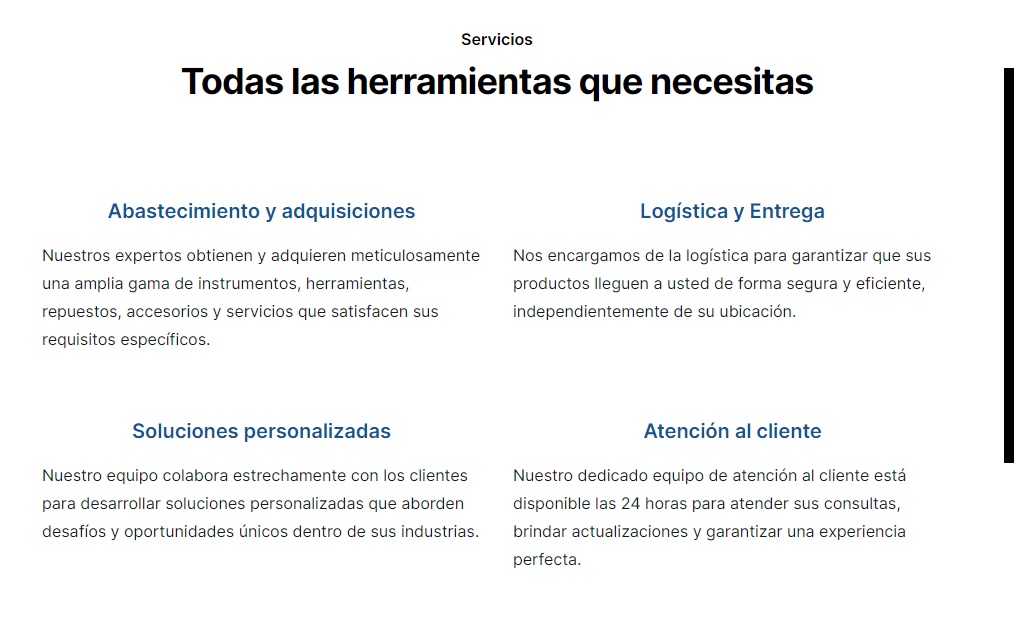 Servicios
Todas las herramientas que necesitas
Abastecimiento y adquisiciones
Nuestros expertos obtienen y adquieren meticulosamente
una amplia gama de instrumentos, herramientas,
repuestos, accesorios y servicios que satisfacen sus
requisitos específicos.
Logística y Entrega
Nos encargamos de la logística para garantizar que sus
productos lleguen a usted de forma segura y eficiente,
independientemente de su ubicación.
Soluciones personalizadas
Nuestro equipo colabora estrechamente con los clientes
para desarrollar soluciones personalizadas que aborden
desafíos y oportunidades únicos dentro de sus industrias.
Atención al cliente
Nuestro dedicado equipo de atención al cliente está
disponible las 24 horas para atender sus consultas,
brindar actualizaciones y garantizar una experiencia
perfecta.